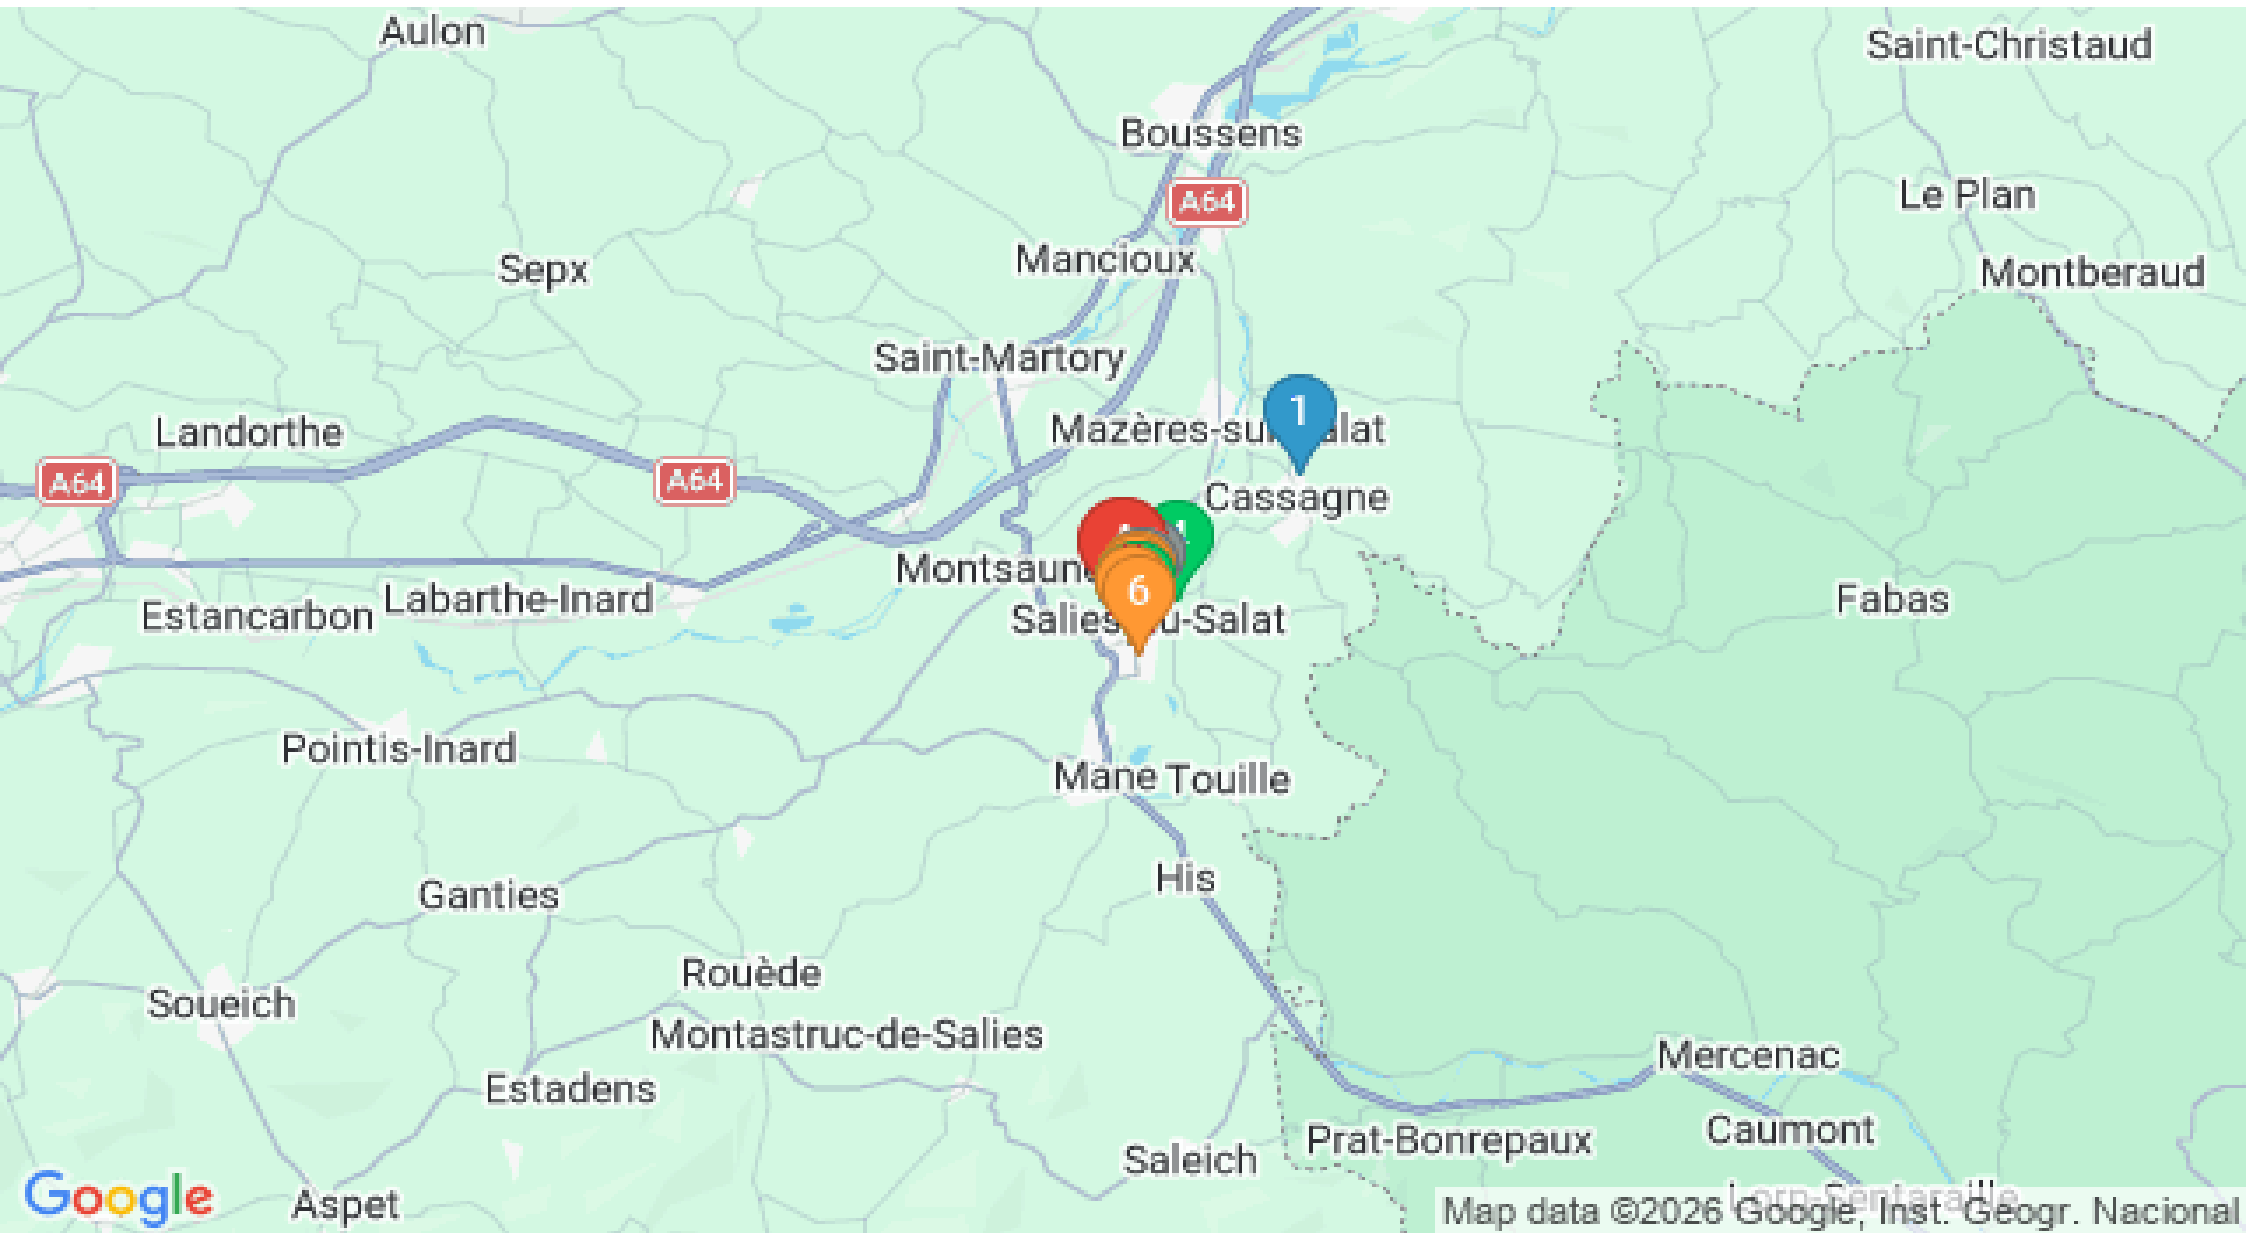 Aulon
Saint-Christaud
Boussens
A64
Le Plan
Mancioux
Sepx
Montberaud
Saint-Martory
1
Landorthe
Mazères-su alat
A64
A64
Cassagne
Montsaun
6
Labarthe-Inard
Fabas
Estancarbon
Salies u-Salat
Pointis-Inard
Mane
Touille
His
Ganties
Rouède
Soueich
Montastruc-de-Salies
Mercenac
Estadens
Caumont
Prat-Bonrepaux
Saleich
Google
Aspet
Lorp-Sentaraille
Map data ©2026 Google, Inst. Geogr. Nacional